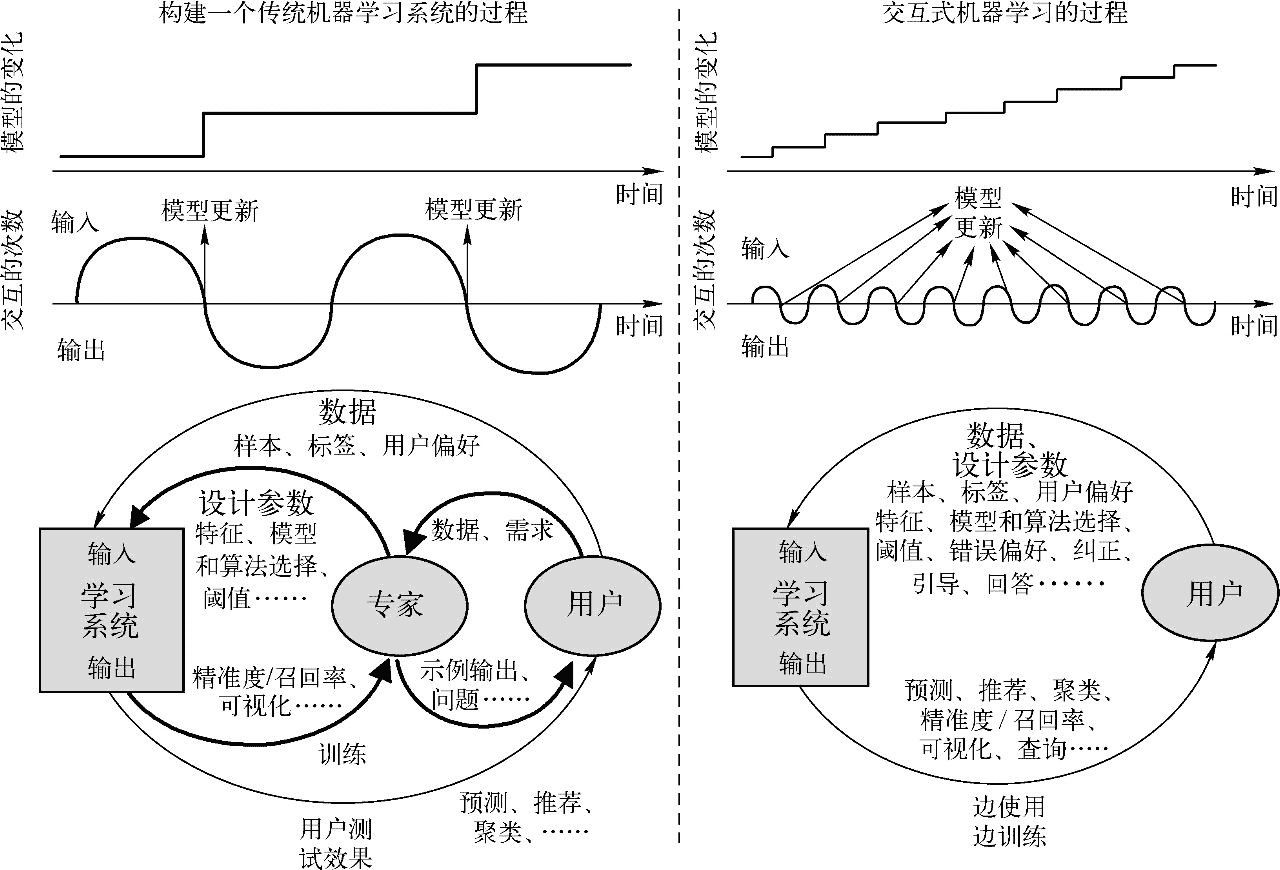 构建一个传统机器学习系统的过程
模型的变化
时间
交互的次数
输入
模型更新
模型更新
时间
输出
数据
样本、标签、用户偏好
设计参数
特征、模型
和算法选择、
阈值……
数据、需求
输入
学习
系统
输出
专家
用户
精准度/召回率、
可视化……
示例输出、
问题……
训练
预测、推荐、
聚类、……
用户测
试效果
交互式机器学习的过程
模型的变化
时间
交互的次数
模型
更新
输入
时间
输出
数据、
设计参数
样本、标签、用户偏好
特征、模型和算法选择、
阈值、错误偏好、纠正、
引导、回答……
输入
学习
系统
输出
用户
预测、推荐、聚类、
精准度/召回率、
可视化、查询……
边使用
边训练